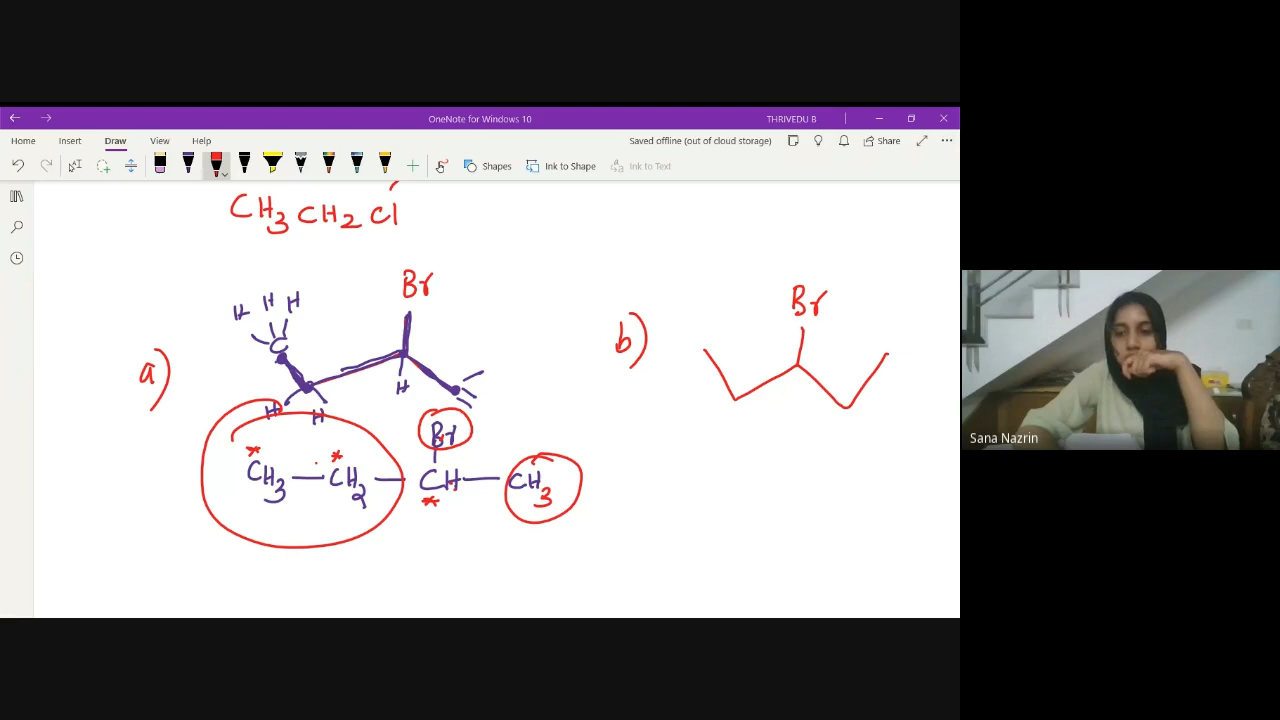 OneNote for Windows 10
THRIVEDU B
Home Insert Draw View Help
Saved offline (out of cloud storage)
Share
Shapes
Ink to Shape
Ink to Text
CH3 CH2 Cl
Br
H H H
C
a)
H
H H
Br
CH3 — CH2 — CH — CH3
* * *
b)
Br
Sana Nazrin